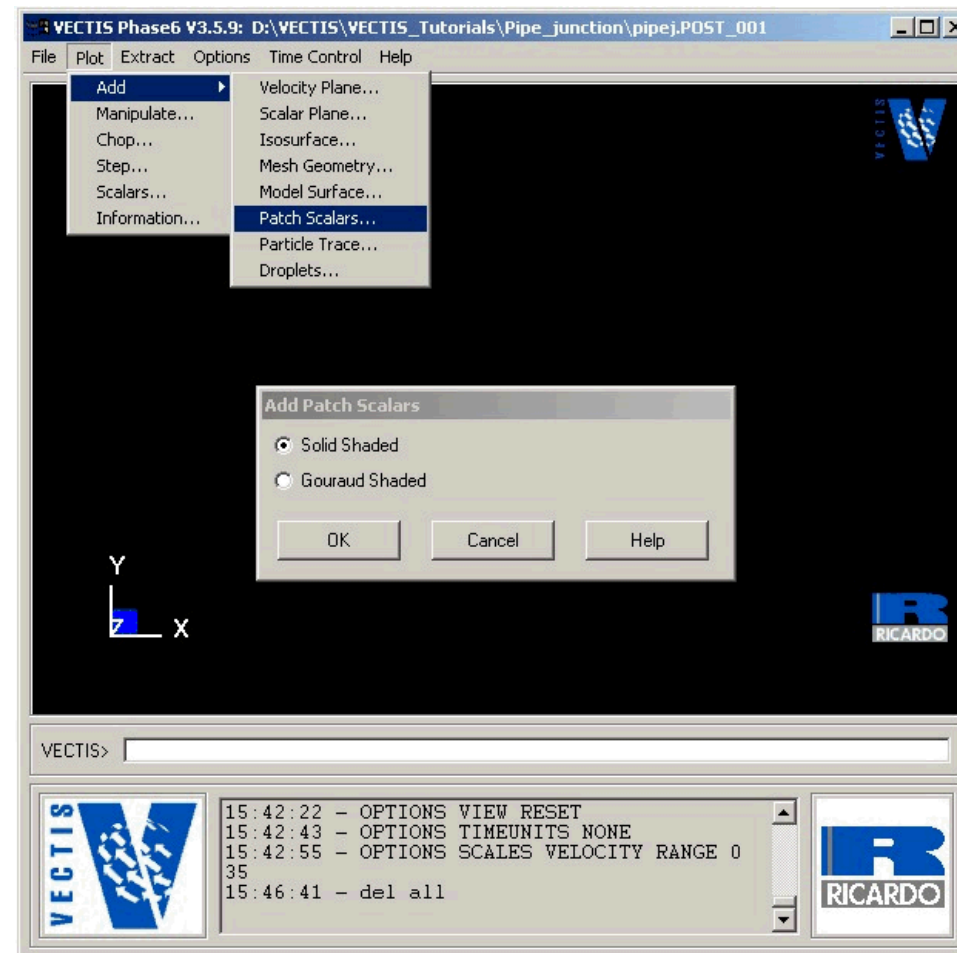 VECTIS Phase6 V3.5.9: D:\VECTIS\VECTIS_Tutorials\Pipe_junction\pipej.POST_001
File Plot Extract Options Time Control Help
Add
Manipulate...
Chop...
Step...
Scalars...
Information...
Velocity Plane...
Scalar Plane...
Isosurface...
Mesh Geometry...
Model Surface...
Patch Scalars...
Particle Trace...
Droplets...
VECTIS
Add Patch Scalars
Solid Shaded
Gouraud Shaded
OK Cancel Help
Y
Z X
RICARDO
VECTIS>
VECTIS
15:42:22 - OPTIONS VIEW RESET
15:42:43 - OPTIONS TIMEUNITS NONE
15:42:55 - OPTIONS SCALES VELOCITY RANGE 0
35
15:46:41 - del all
RICARDO